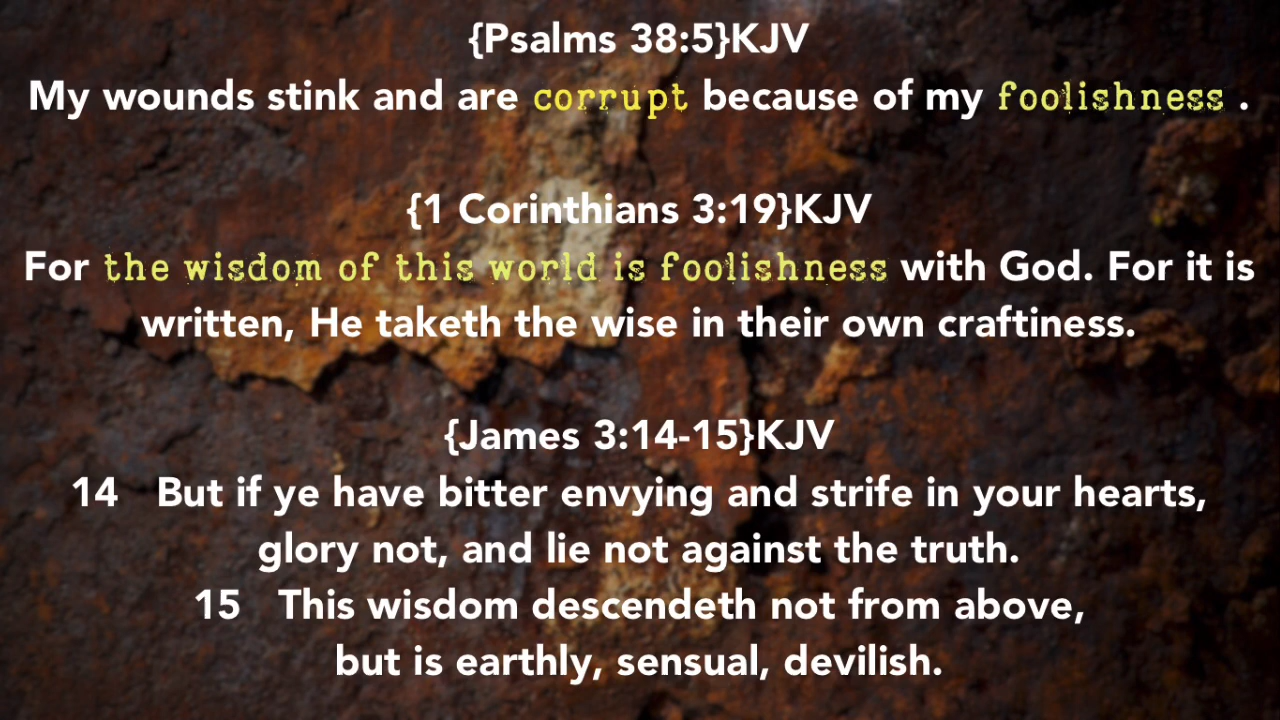 {Psalms 38:5}KJV
My wounds stink and are corrupt because of my foolishness .
{1 Corinthians 3:19}KJV
For the wisdom of this world is foolishness with God. For it is
written, He taketh the wise in their own craftiness.
{James 3:14-15}KJV
14 But if ye have bitter envying and strife in your hearts,
glory not, and lie not against the truth.
15 This wisdom descendeth not from above,
but is earthly, sensual, devilish.